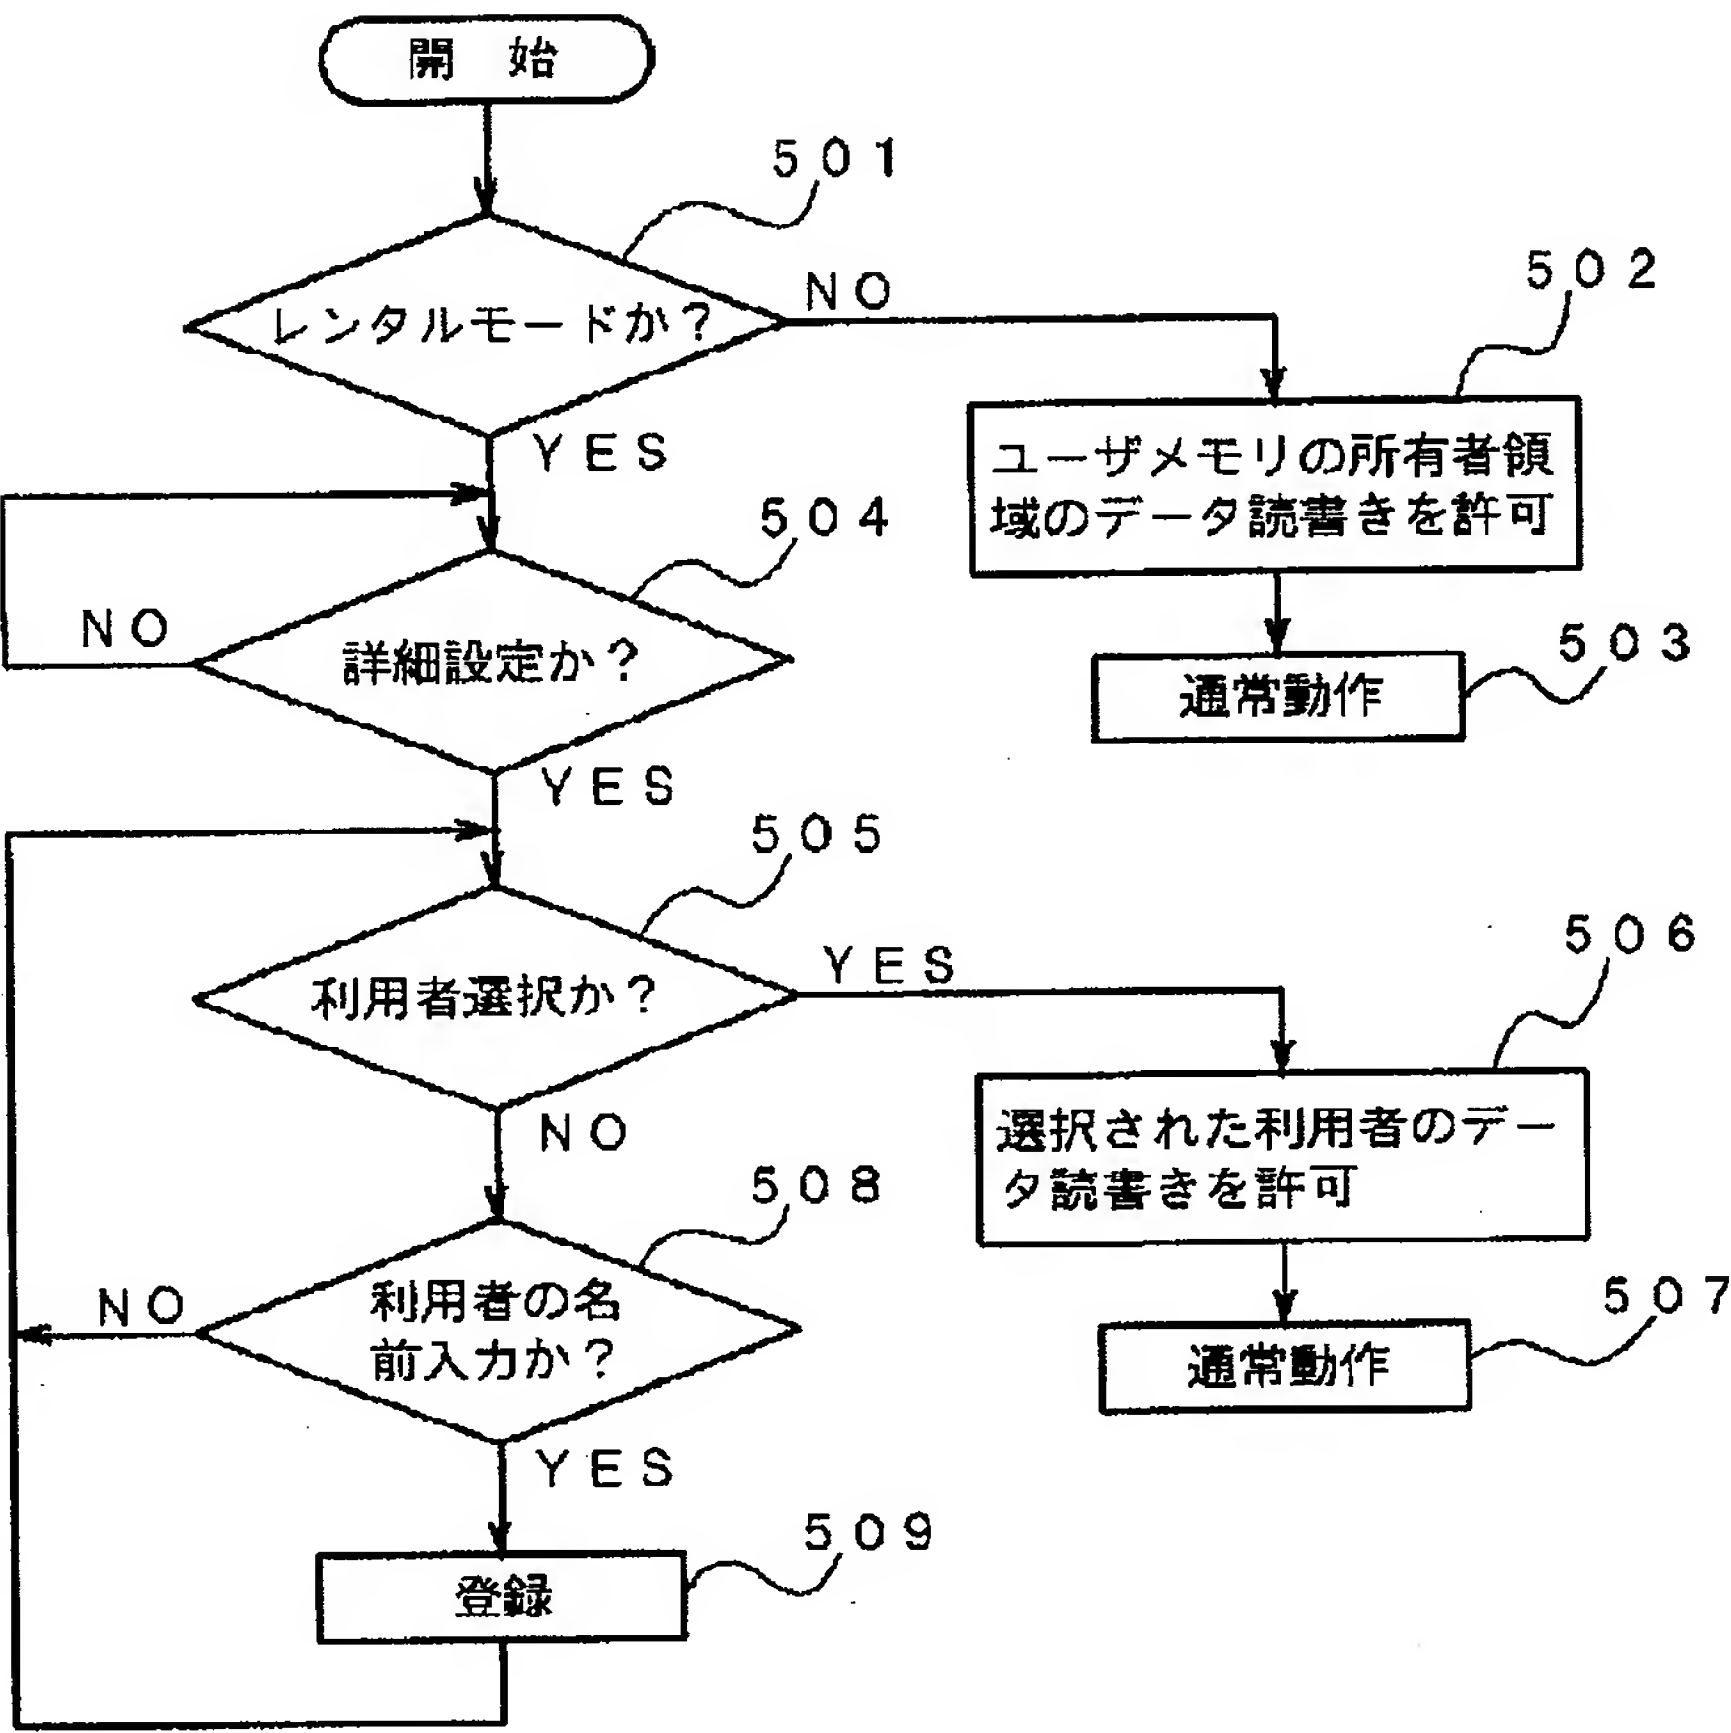 開 始
501
レンタルモードか?
NO
YES
502
ユーザメモリの所有者領
域のデータ読書きを許可
503
通常動作
504
詳細設定か?
NO
YES
505
利用者選択か?
YES
NO
506
選択された利用者のデー
タ読書きを許可
507
通常動作
508
利用者の名
前入力か?
NO
YES
509
登録